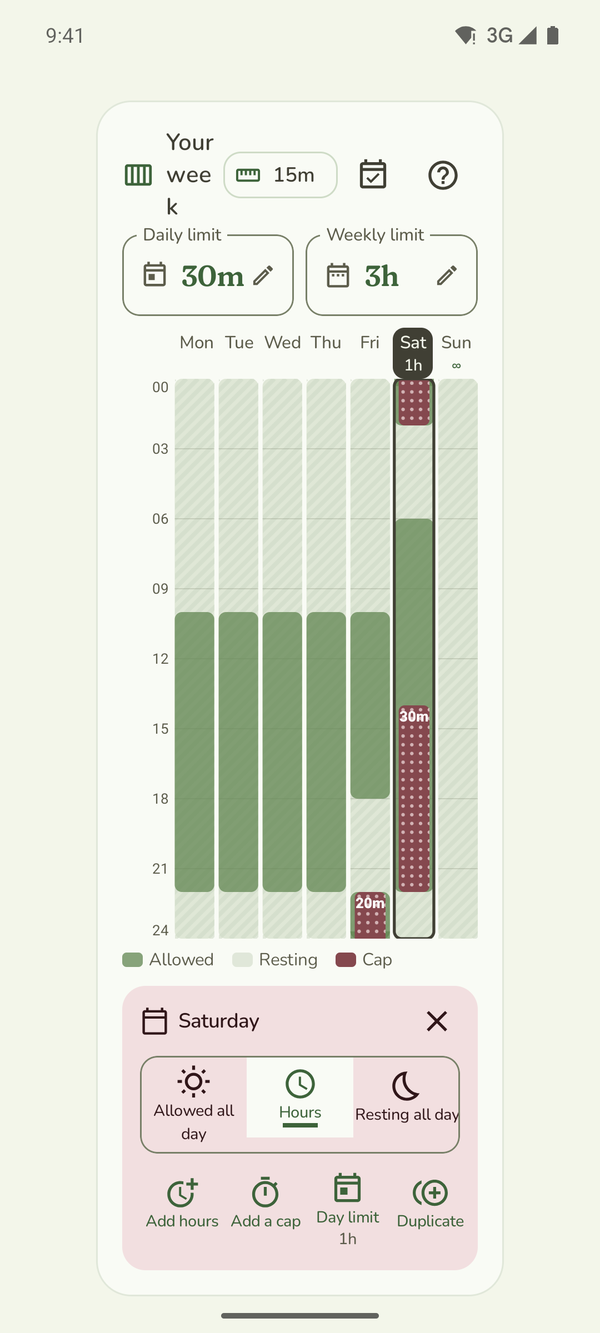 9:41
3G
Your
wee
k
15m
Daily limit
Weekly limit
30m
3h
Mon Tue Wed Thu Fri Sat Sun
1h ∞
00
03
06
09
12
15
18
21
24
30m
20m
Allowed Resting Cap
Saturday
Allowed all
day
Hours
Resting all day
Add hours
Add a cap
Day limit
1h
Duplicate